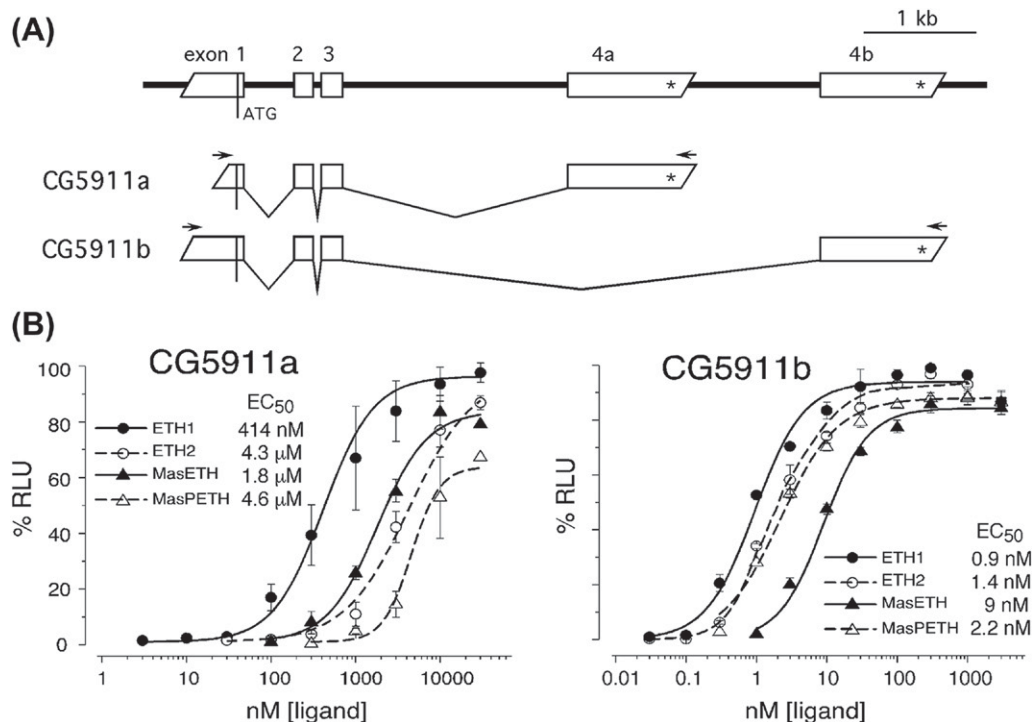 (A)
1 kb
exon 1 2 3 4a 4b
* *
ATG
CG5911a *
CG5911b *
(B)
CG5911a
% RLU
100
80
60
40
20
0
EC50
ETH1 414 nM
ETH2 4.3 µM
MasETH 1.8 µM
MasPETH 4.6 µM
1 10 100 1000 10000
nM [ligand]
CG5911b
% RLU
EC50
ETH1 0.9 nM
ETH2 1.4 nM
MasETH 9 nM
MasPETH 2.2 nM
0.01 0.1 1 10 100 1000
nM [ligand]